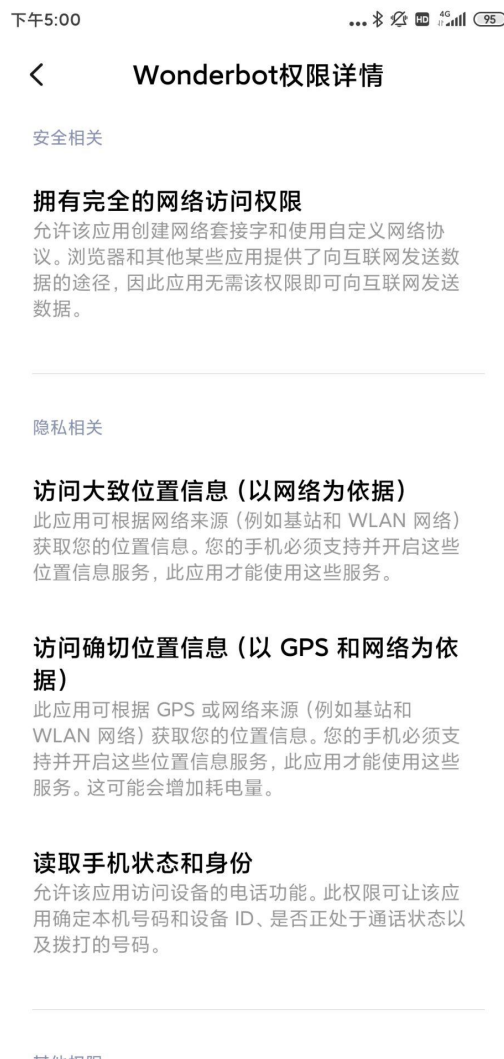 下午5:00
... HD 4G 95
Wonderbot权限详情
安全相关
拥有完全的网络访问权限
允许该应用创建网络套接字和使用自定义网络协
议。浏览器和其他某些应用提供了向互联网发送数
据的途径，因此应用无需该权限即可向互联网发送
数据。
隐私相关
访问大致位置信息（以网络为依据）
此应用可根据网络来源（例如基站和 WLAN 网络）
获取您的位置信息。您的手机必须支持并开启这些
位置信息服务，此应用才能使用这些服务。
访问确切位置信息（以 GPS 和网络为依
据）
此应用可根据 GPS 或网络来源（例如基站和
WLAN 网络）获取您的位置信息。您的手机必须支
持并开启这些位置信息服务，此应用才能使用这些
服务。这可能会增加耗电量。
读取手机状态和身份
允许该应用访问设备的电话功能。此权限可让该应
用确定本机号码和设备 ID、是否正处于通话状态以
及拨打的号码。